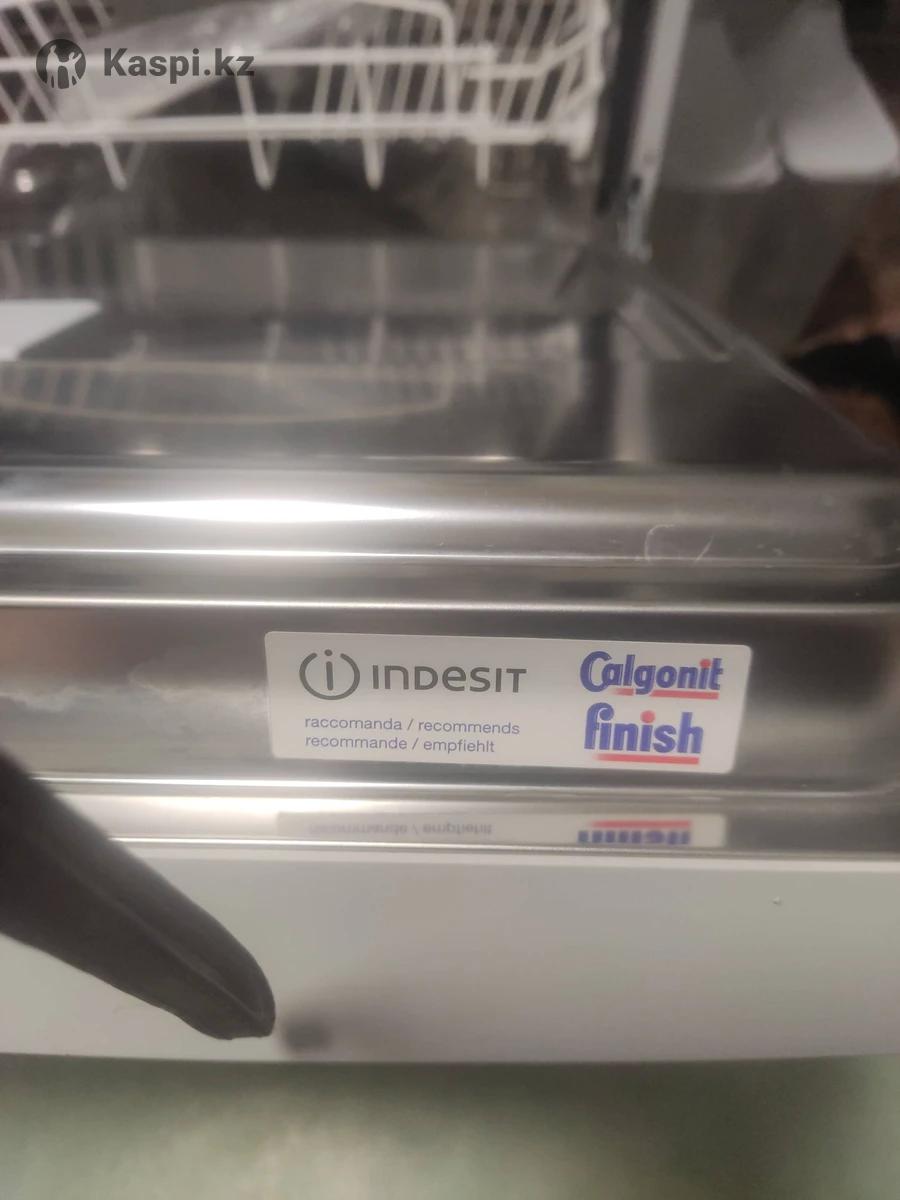 Kaspi.kz
INDESIT
raccomanda / recommends
recommande / empfiehlt
Calgonit
finish